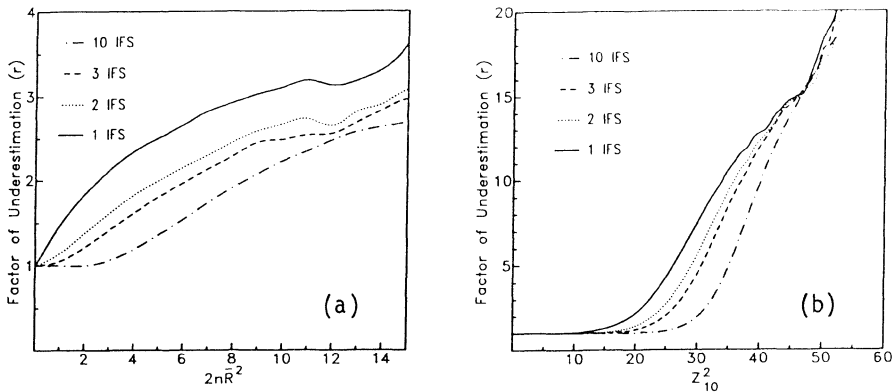 4
3
2
1
Factor of Underestimation (r)
10 IFS
3 IFS
2 IFS
1 IFS
(a)
2 4 6 8 10 12 14
2nR̄²
20
15
10
5
Factor of Underestimation (r)
10 IFS
3 IFS
2 IFS
1 IFS
(b)
10 20 30 40 50 60
Z²₁₀